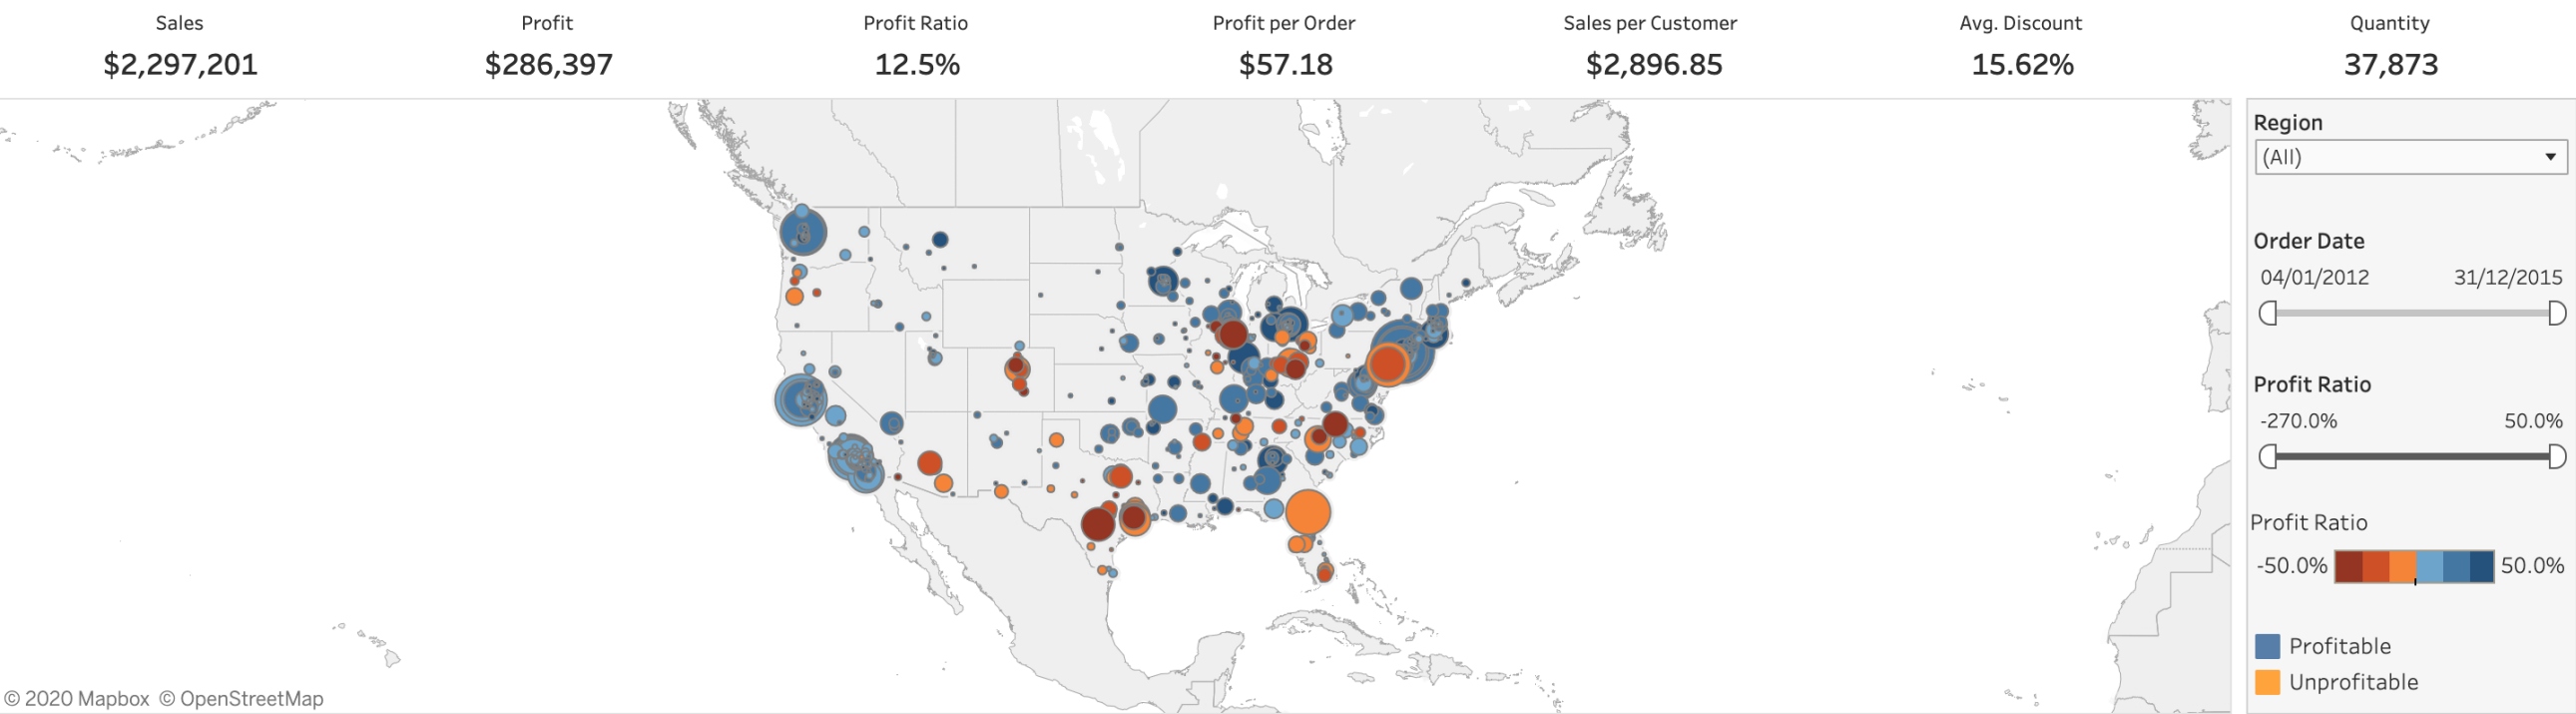 Sales
$2,297,201
Profit
$286,397
Profit Ratio
12.5%
Profit per Order
$57.18
Sales per Customer
$2,896.85
Avg. Discount
15.62%
Quantity
37,873
Region
(All)
Order Date
04/01/2012 31/12/2015
Profit Ratio
-270.0% 50.0%
Profit Ratio
-50.0% 50.0%
Profitable
Unprofitable
© 2020 Mapbox © OpenStreetMap